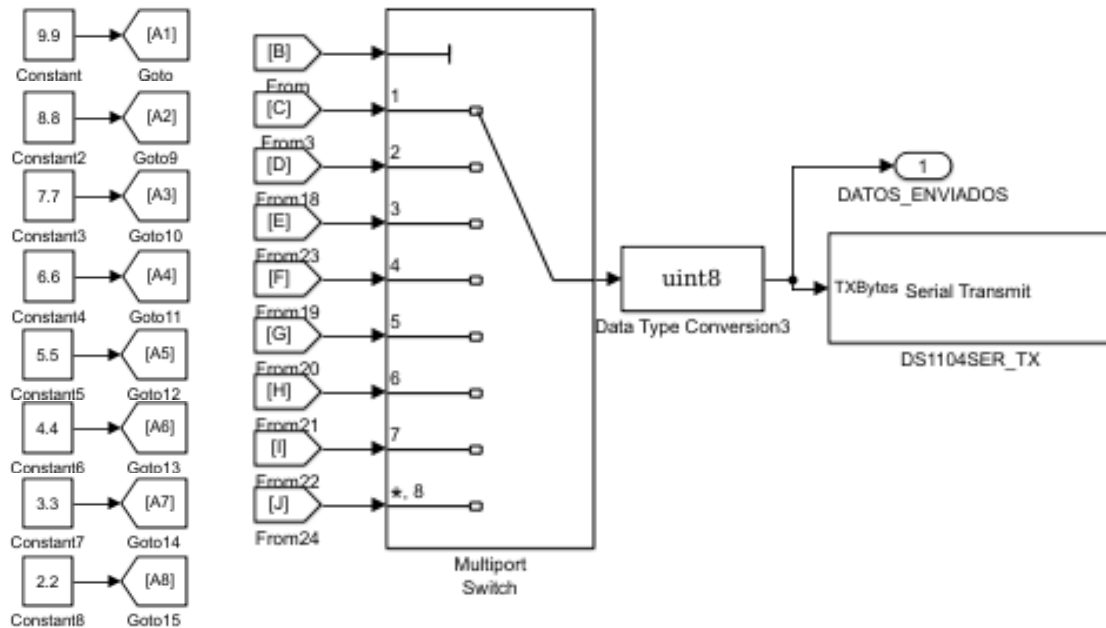 9.9
[A1]
Constant
Goto
8.8
[A2]
Constant2
Goto9
7.7
[A3]
Constant3
Goto10
6.6
[A4]
Constant4
Goto11
5.5
[A5]
Constant5
Goto12
4.4
[A6]
Constant6
Goto13
3.3
[A7]
Constant7
Goto14
2.2
[A8]
Constant8
Goto15
[B]
From
[C]
From3
[D]
From18
[E]
From23
[F]
From19
[G]
From20
[H]
From21
[I]
From22
[J]
From24
1
2
3
4
5
6
7
*, 8
Multiport
Switch
uint8
Data Type Conversion3
1
DATOS_ENVIADOS
TXBytes Serial Transmit
DS1104SER_TX